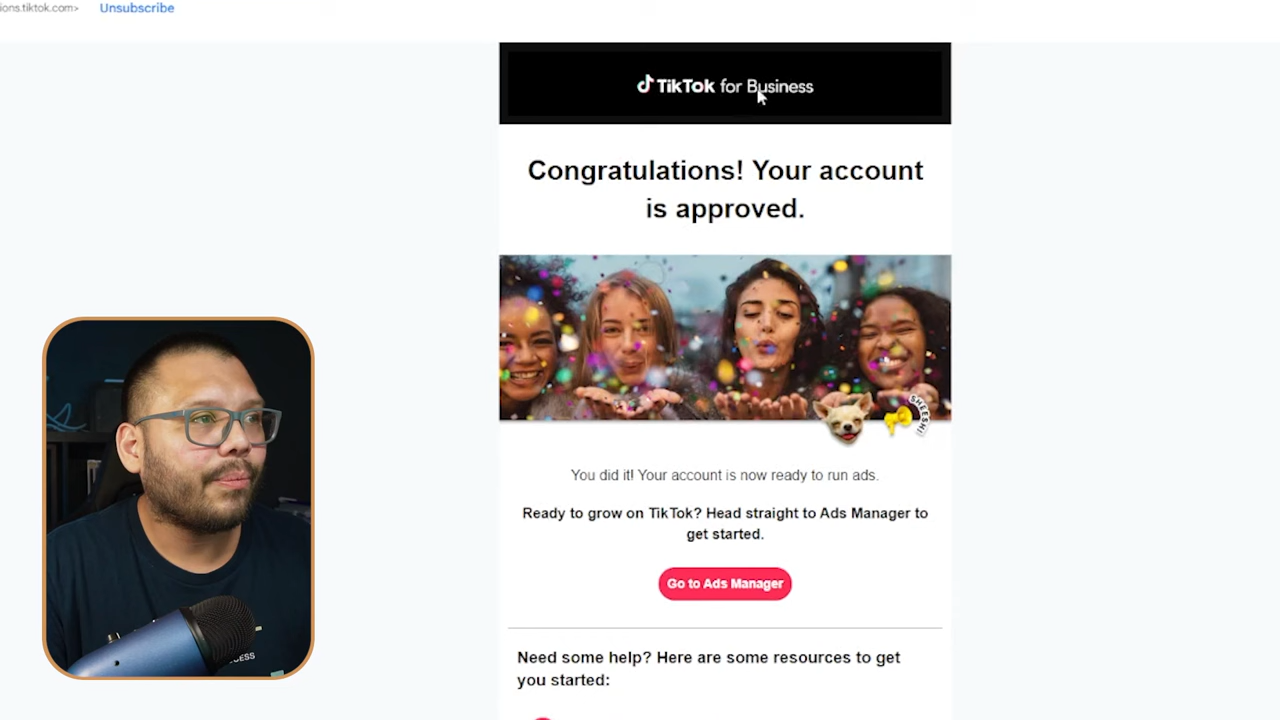 ions.tiktok.com> Unsubscribe
TikTok for Business
Congratulations! Your account
is approved.
SHEESH!
You did it! Your account is now ready to run ads.
Ready to grow on TikTok? Head straight to Ads Manager to
get started.
Go to Ads Manager
Need some help? Here are some resources to get
you started: